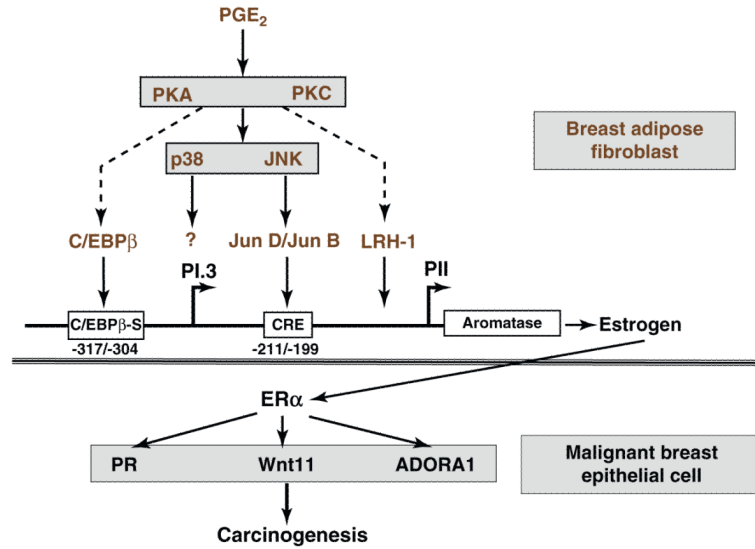 PGE₂
PKA PKC
Breast adipose
fibroblast
p38 JNK
C/EBPβ ? Jun D/Jun B LRH-1
PI.3 PII
C/EBPβ-S CRE Aromatase Estrogen
-317/-304 -211/-199
ERα
PR Wnt11 ADORA1
Malignant breast
epithelial cell
Carcinogenesis